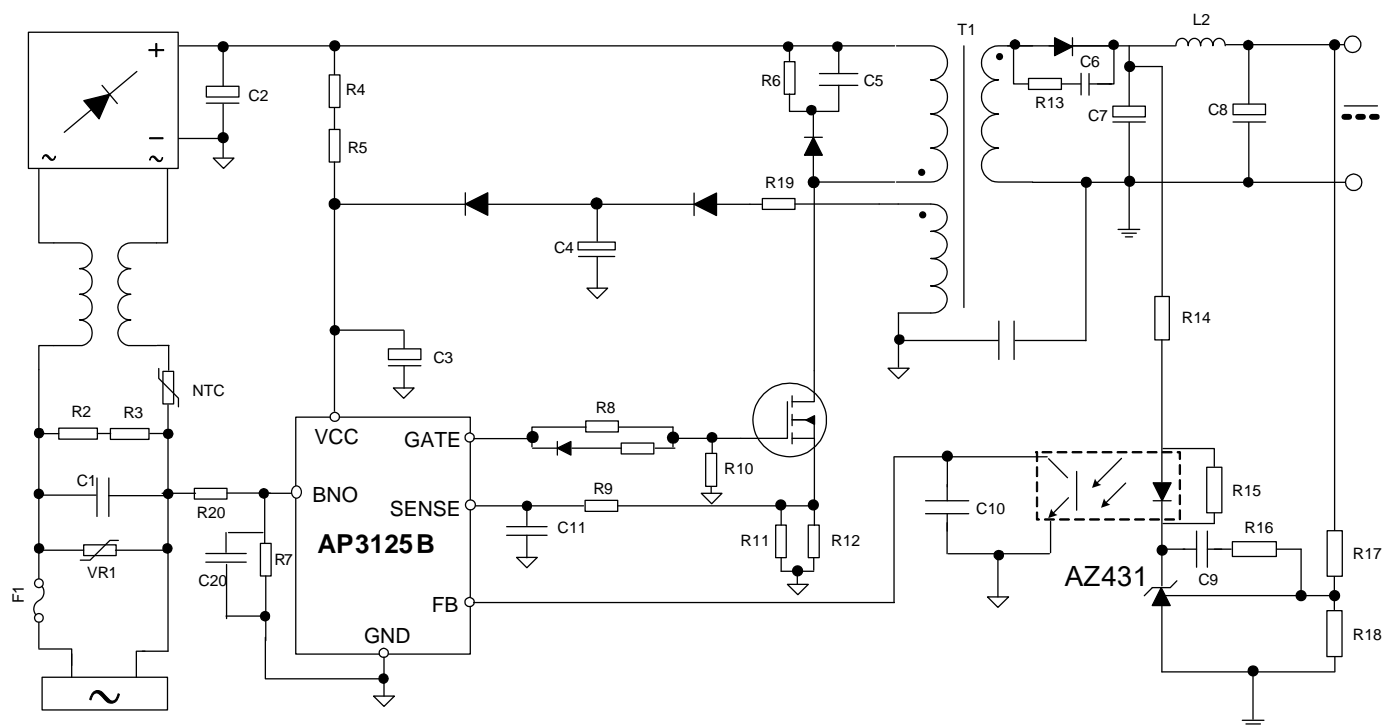 T1
L2
+
−
~
~
C2
R4
R5
R6
C5
C6
R13
C7
C8
R19
C4
C3
R14
NTC
R2
R3
C1
VR1
F1
~
R20
C20
R7
VCC
GATE
BNO
SENSE
AP3125B
FB
GND
R8
R10
R9
C11
R11
R12
C10
R15
R16
C9
AZ431
R17
R18